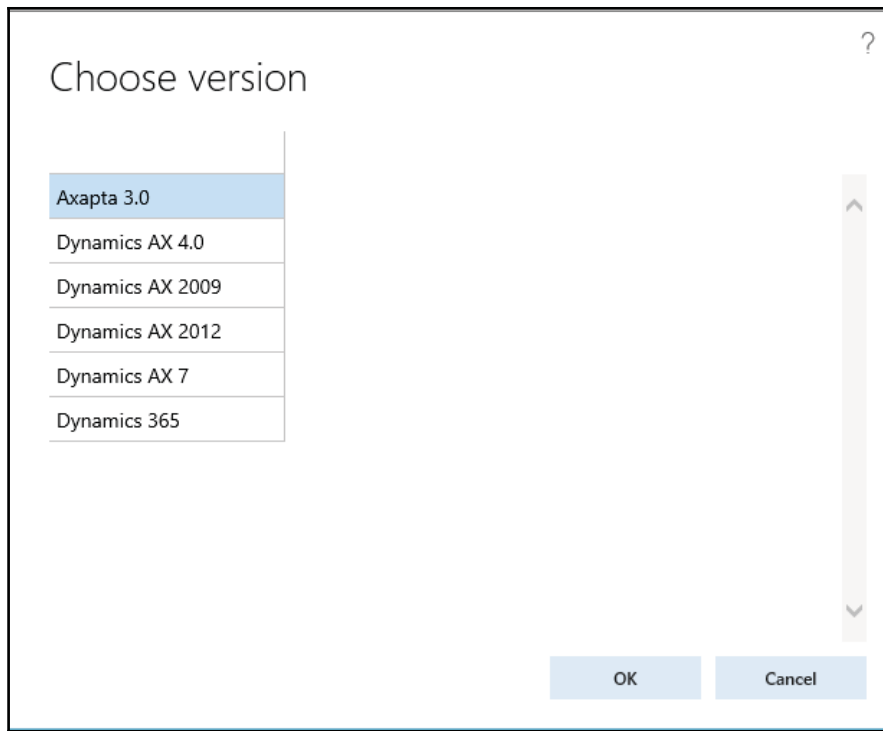 ?
Choose version
Axapta 3.0
Dynamics AX 4.0
Dynamics AX 2009
Dynamics AX 2012
Dynamics AX 7
Dynamics 365
OK Cancel